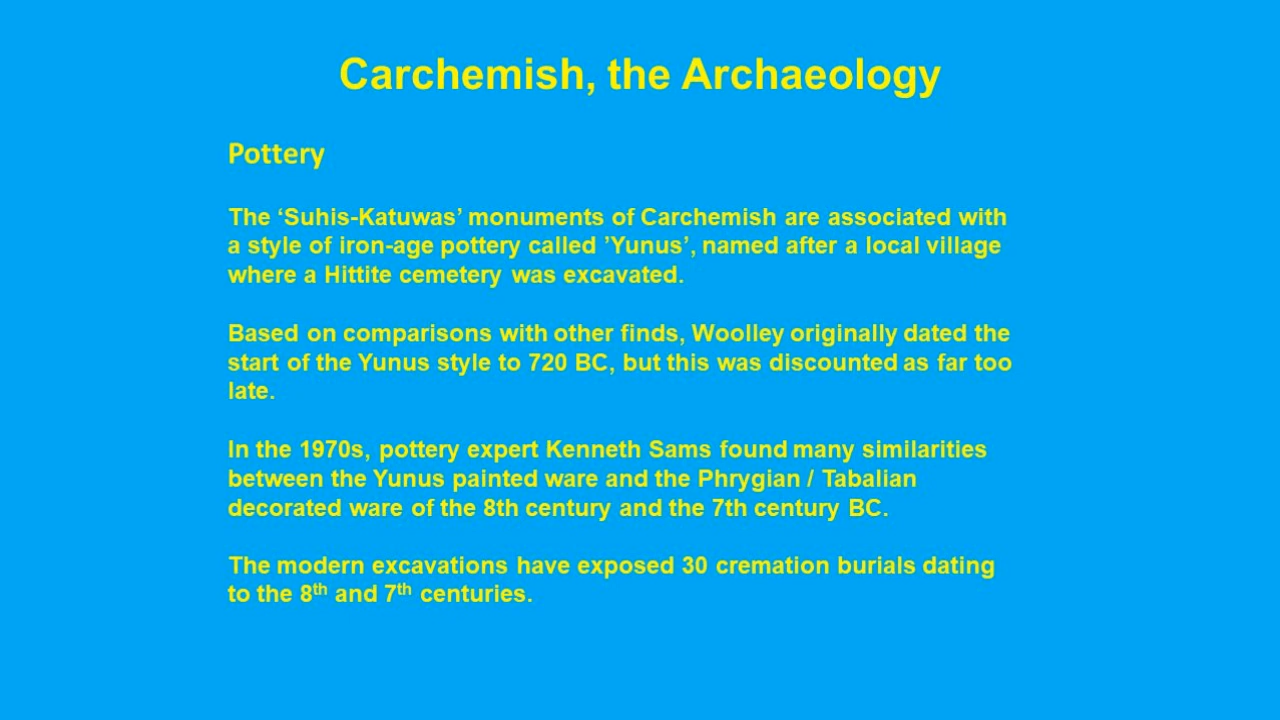 Carchemish, the Archaeology
Pottery
The ‘Suhis-Katuwas’ monuments of Carchemish are associated with
a style of iron-age pottery called ’Yunus’, named after a local village
where a Hittite cemetery was excavated.
Based on comparisons with other finds, Woolley originally dated the
start of the Yunus style to 720 BC, but this was discounted as far too
late.
In the 1970s, pottery expert Kenneth Sams found many similarities
between the Yunus painted ware and the Phrygian / Tabalian
decorated ware of the 8th century and the 7th century BC.
The modern excavations have exposed 30 cremation burials dating
to the 8th and 7th centuries.